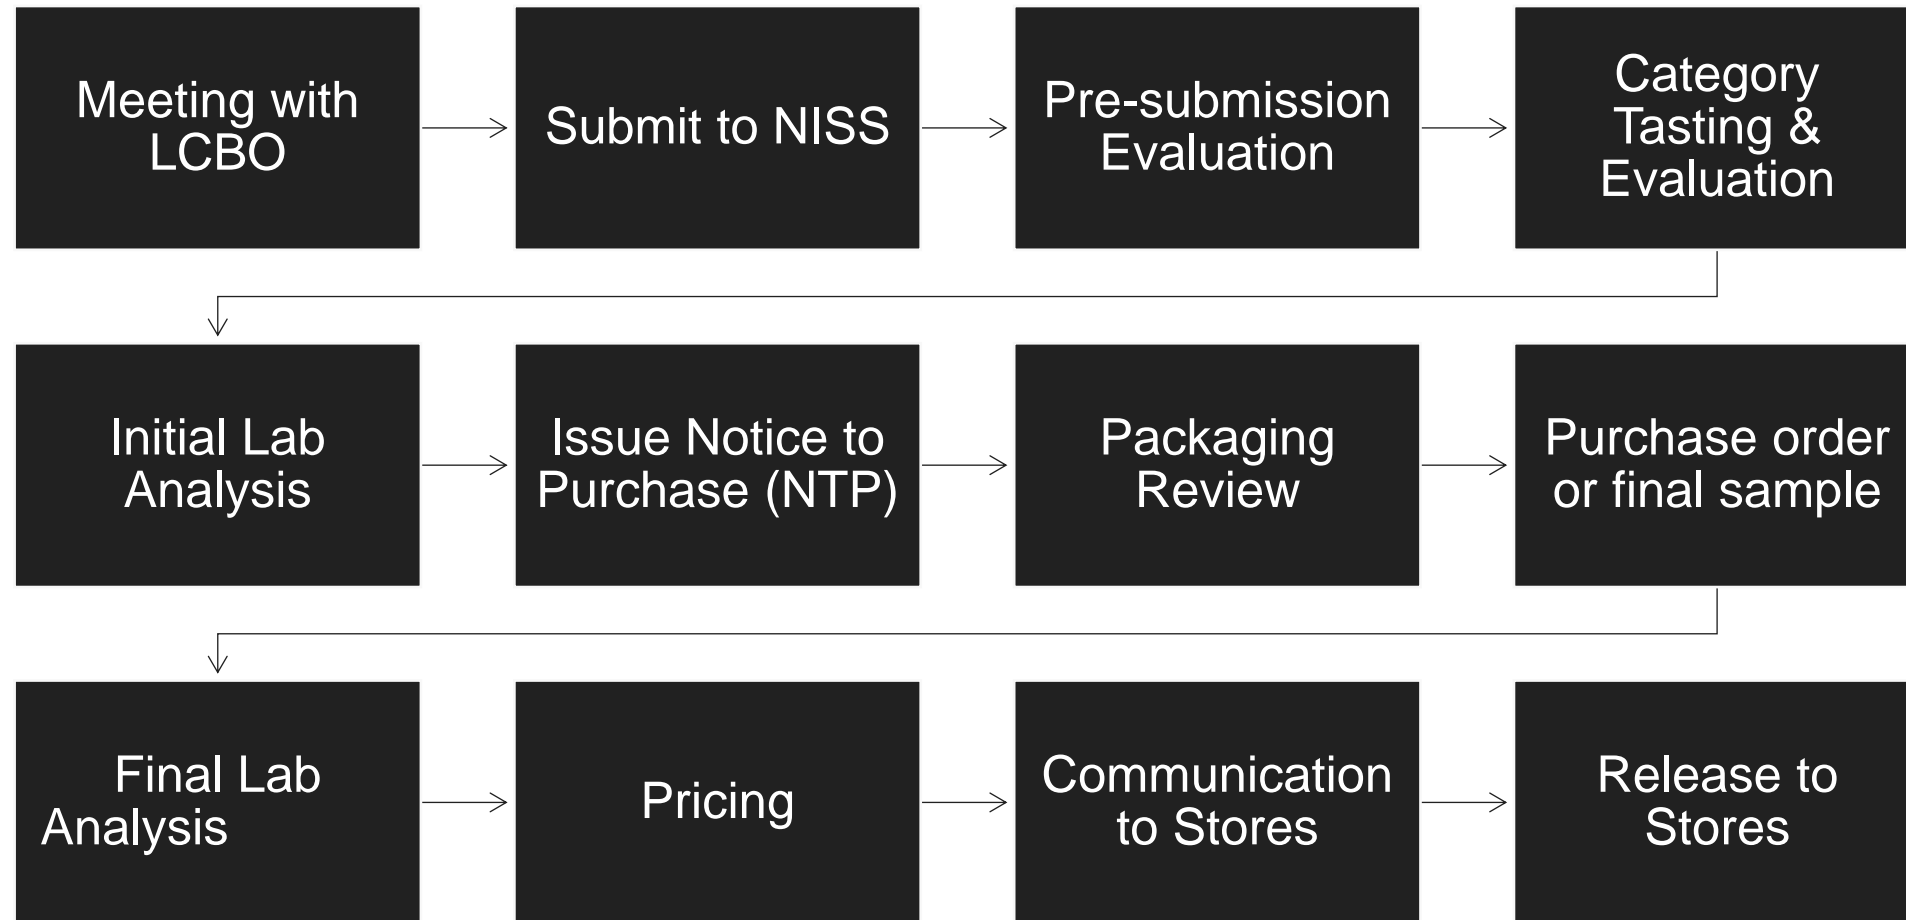 Meeting with
LCBO
Submit to NISS
Pre-submission
Evaluation
Category
Tasting &
Evaluation
Initial Lab
Analysis
Issue Notice to
Purchase (NTP)
Packaging
Review
Purchase order
or final sample
Final Lab
Analysis
Pricing
Communication
to Stores
Release to
Stores